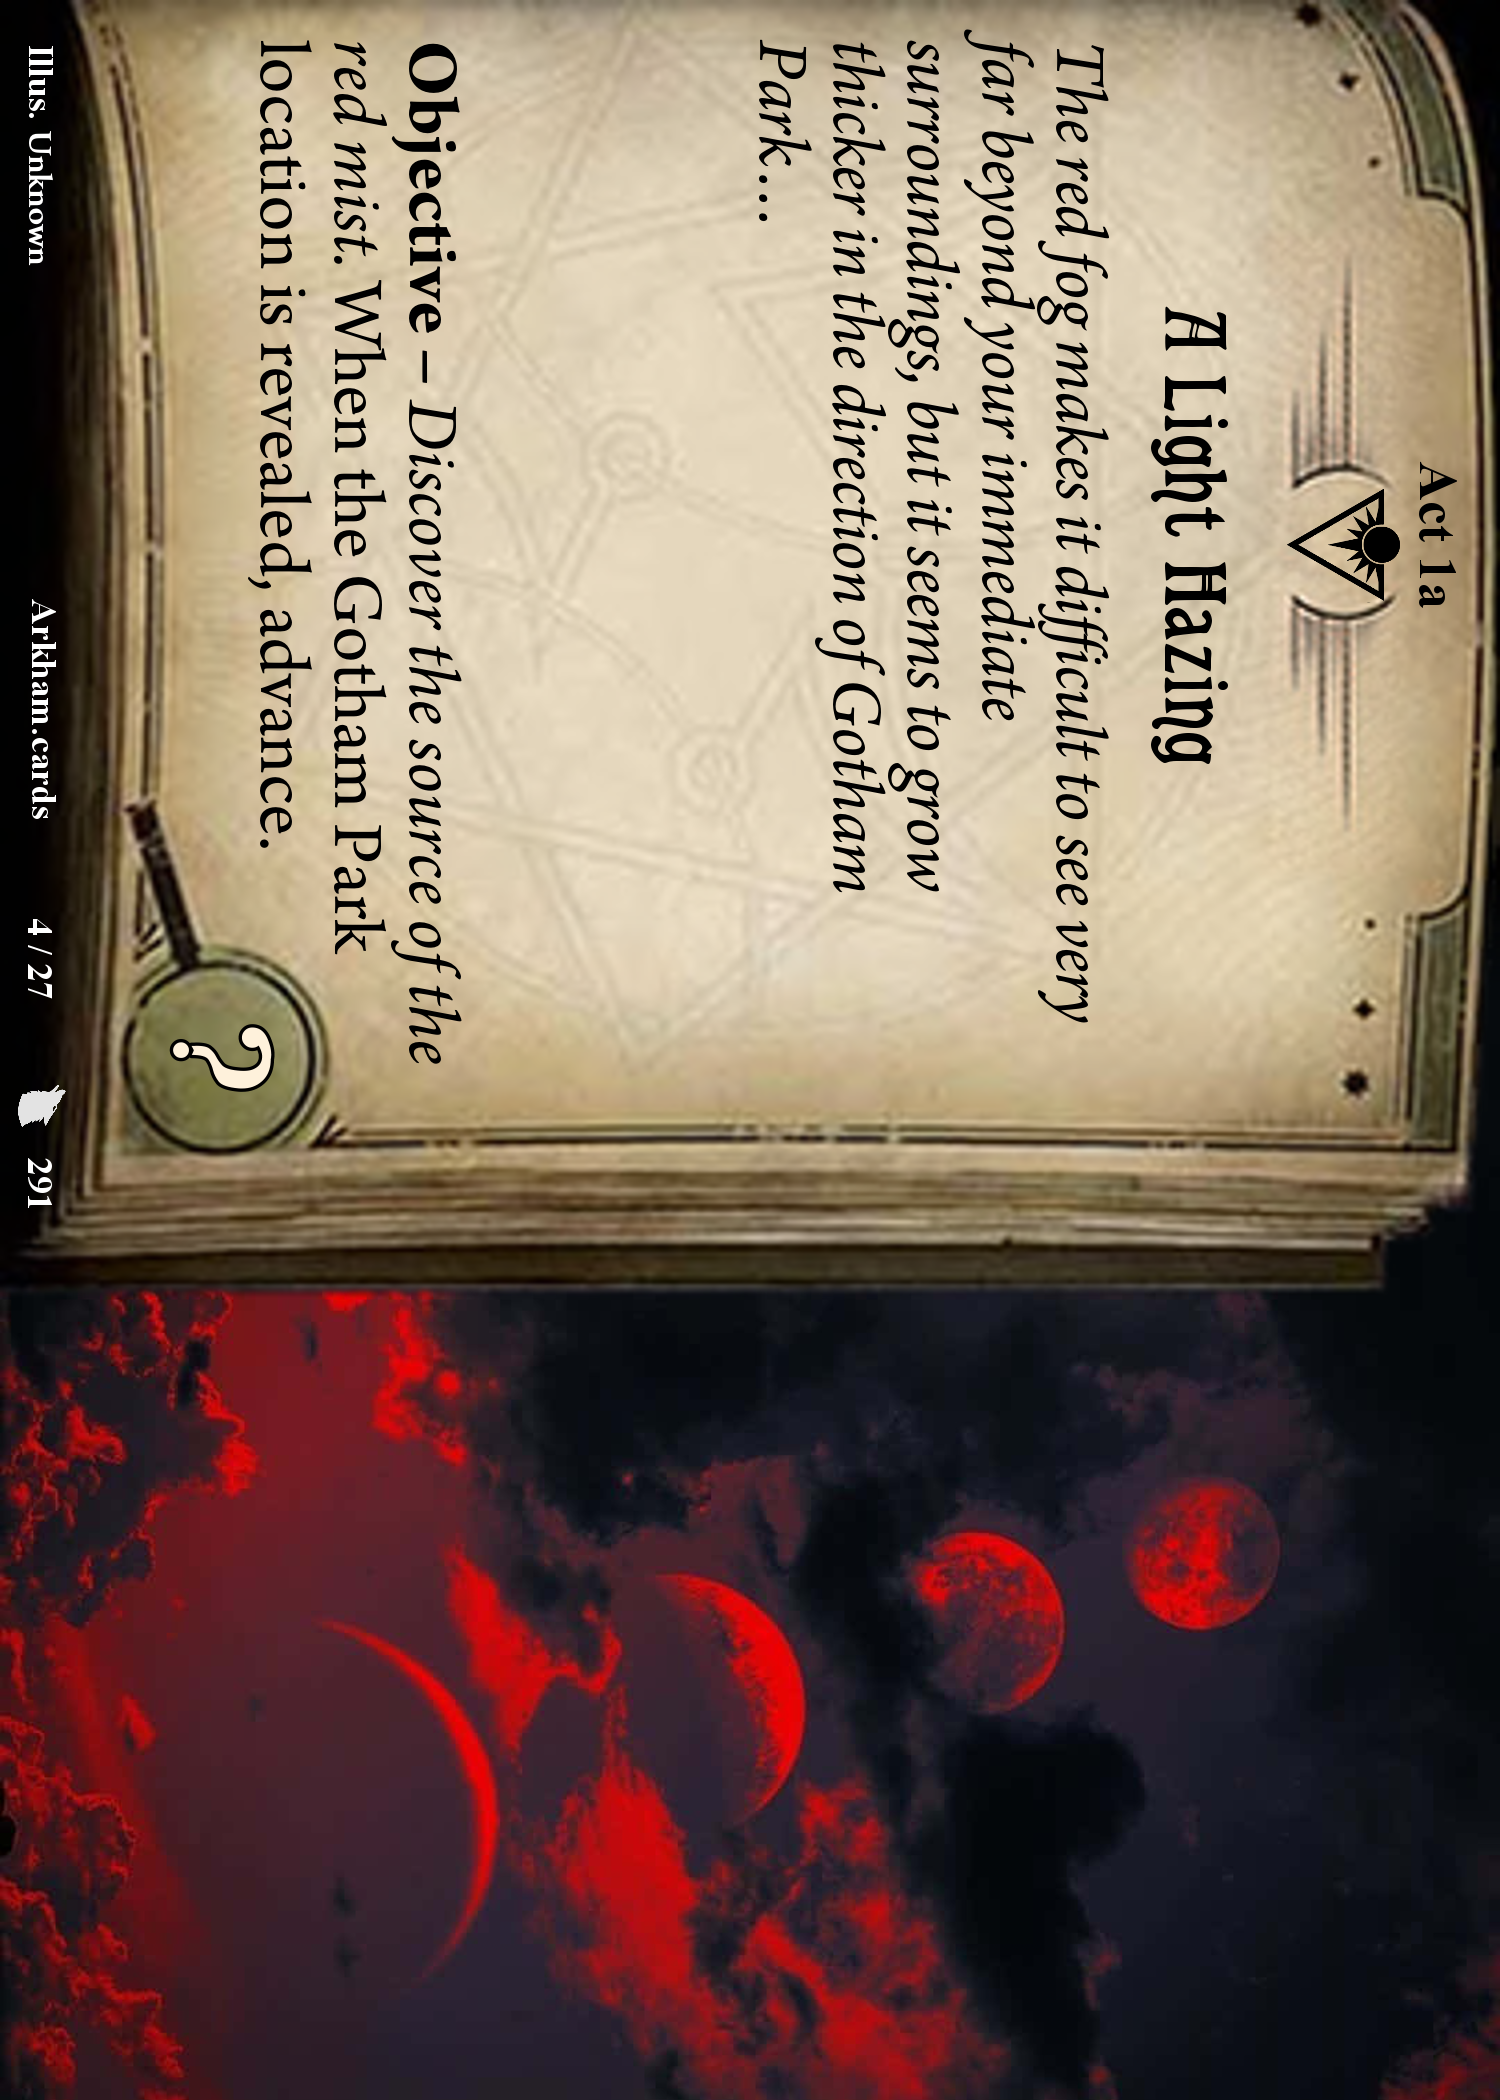 Act 1a
A Light Hazing
The red fog makes it difficult to see very
far beyond your immediate
surroundings, but it seems to grow
thicker in the direction of Gotham
Park…
Objective – Discover the source of the
red mist. When the Gotham Park
location is revealed, advance.
?
Illus. Unknown
Arkham.cards
4 / 27
291